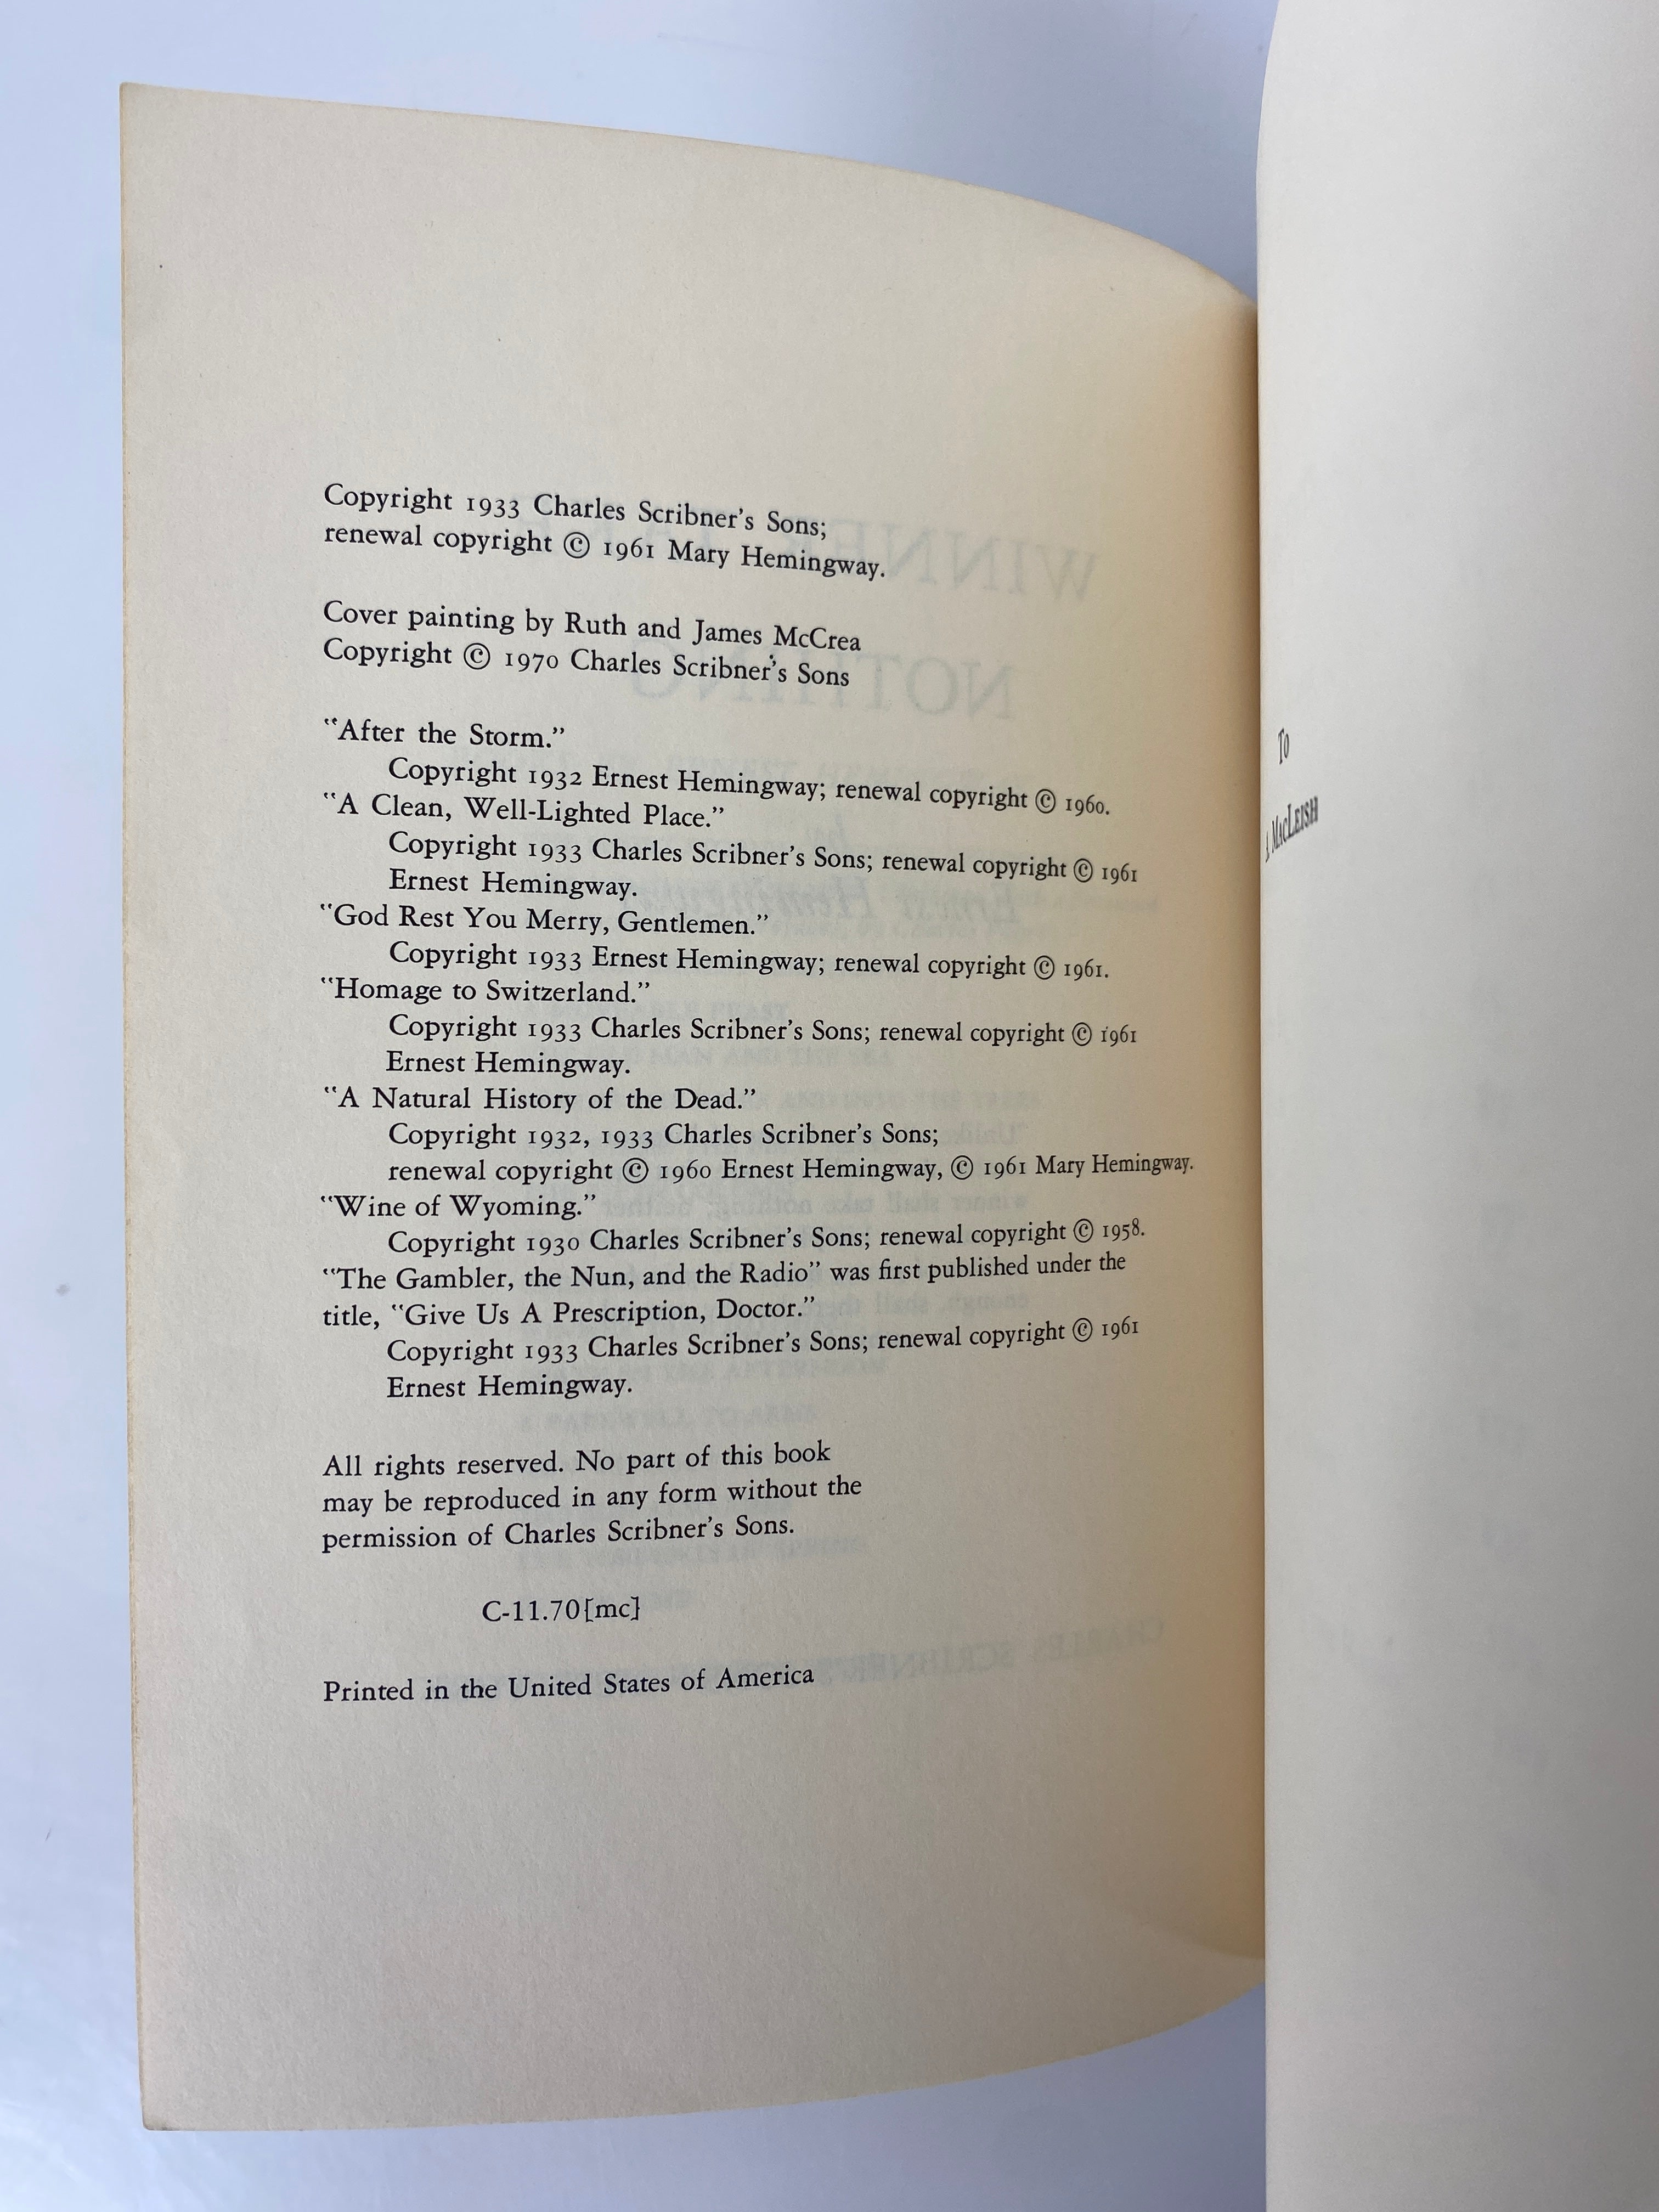 Copyright 1933 Charles Scribner's Sons;
renewal copyright © 1961 Mary Hemingway.
Cover painting by Ruth and James McCrea
Copyright © 1970 Charles Scribner's Sons
"After the Storm."
Copyright 1932 Ernest Hemingway; renewal copyright © 1960.
"A Clean, Well-Lighted Place."
Copyright 1933 Charles Scribner's Sons; renewal copyright © 1961
Ernest Hemingway.
"God Rest You Merry, Gentlemen."
Copyright 1933 Ernest Hemingway; renewal copyright © 1961.
"Homage to Switzerland."
Copyright 1933 Charles Scribner's Sons; renewal copyright © 1961
Ernest Hemingway.
"A Natural History of the Dead."
Copyright 1932, 1933 Charles Scribner's Sons;
renewal copyright © 1960 Ernest Hemingway, © 1961 Mary Hemingway.
"Wine of Wyoming."
Copyright 1930 Charles Scribner's Sons; renewal copyright © 1958.
"The Gambler, the Nun, and the Radio" was first published under the
title, "Give Us A Prescription, Doctor."
Copyright 1933 Charles Scribner's Sons; renewal copyright © 1961
Ernest Hemingway.
All rights reserved. No part of this book
may be reproduced in any form without the
permission of Charles Scribner's Sons.
C-11.70[mc]
Printed in the United States of America
To
MacLeish